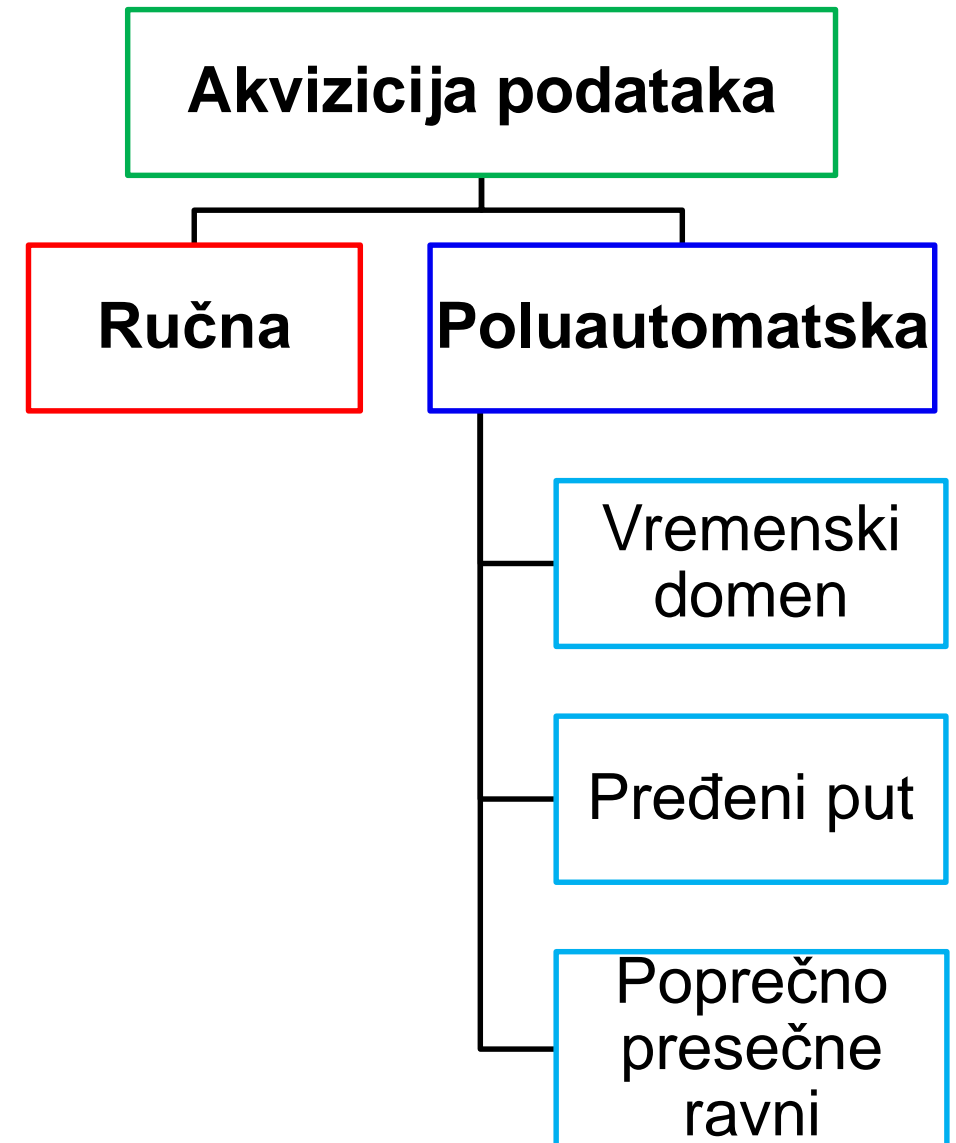 Akvizicija podataka
Ručna
Poluautomatska
Vremenski
domen
Pređeni put
Poprečno
presečne
ravni